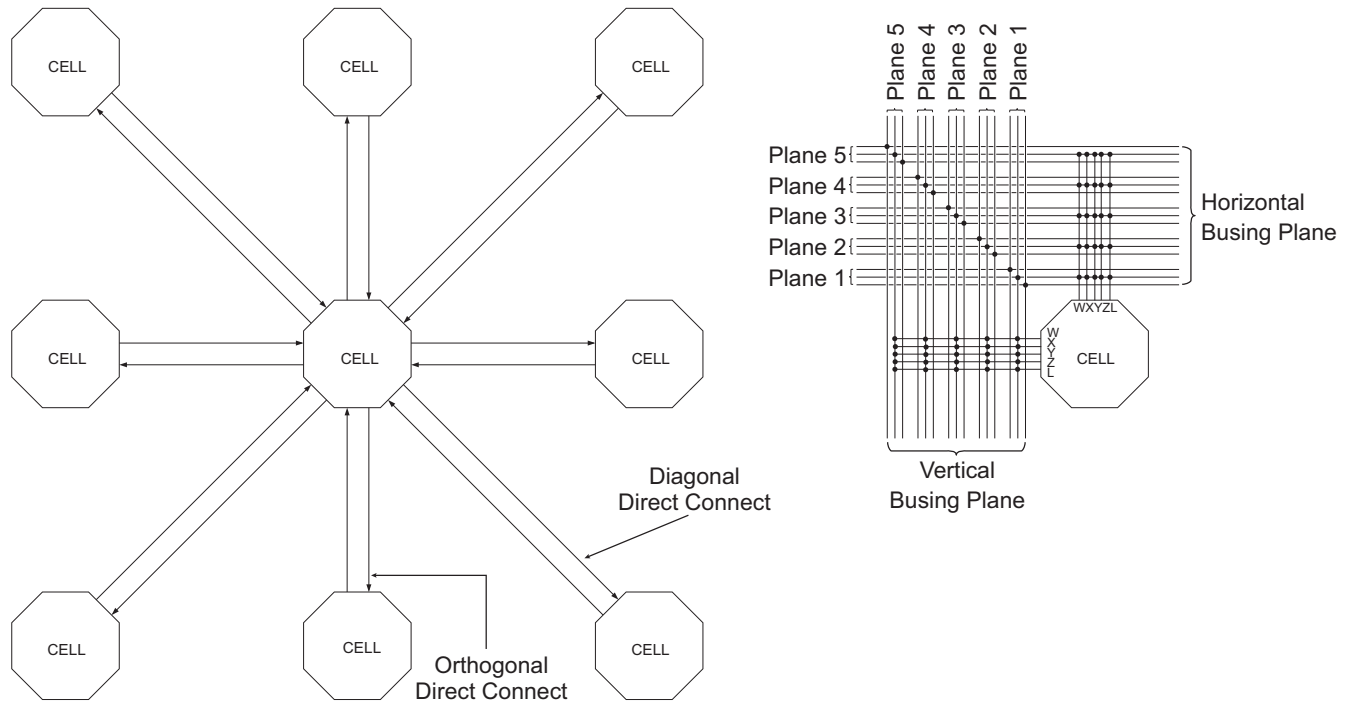 CELL
CELL
CELL
CELL
CELL
CELL
CELL
CELL
CELL
Diagonal
Direct Connect
Orthogonal
Direct Connect
Plane 5
Plane 4
Plane 3
Plane 2
Plane 1
Plane 5
Plane 4
Plane 3
Plane 2
Plane 1
Horizontal
Busing Plane
WXYZL
W
X
Y
Z
L
CELL
Vertical
Busing Plane